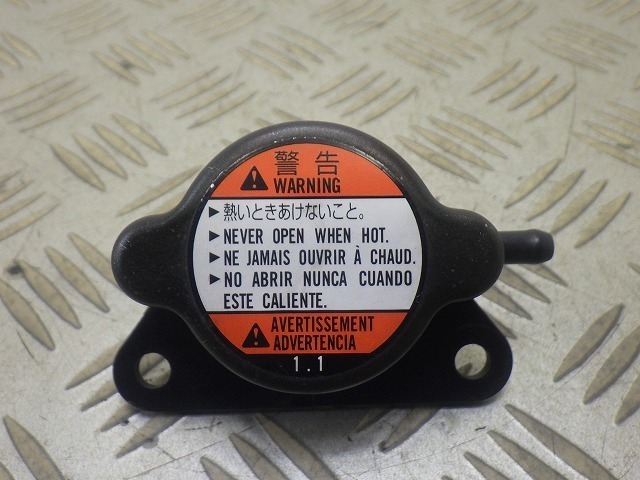 警告
WARNING
▶熱いときあけないこと。
▶NEVER OPEN WHEN HOT.
▶NE JAMAIS OUVRIR À CHAUD.
▶NO ABRIR NUNCA CUANDO
ESTE CALIENTE.
AVERTISSEMENT
ADVERTENCIA
1.1